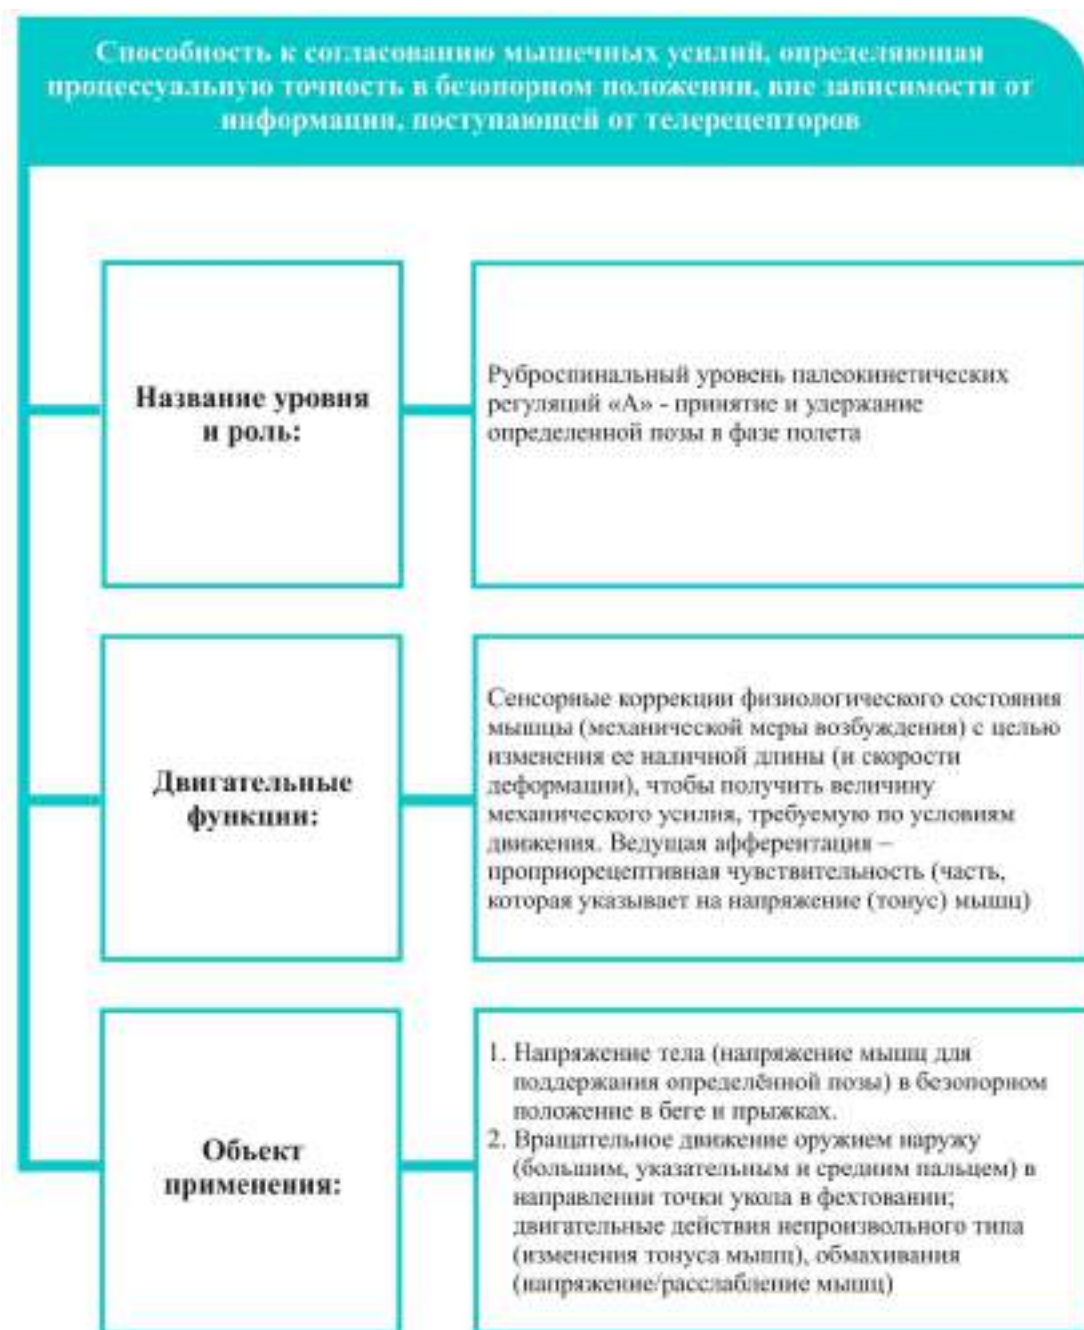 Способность к согласованию мышечных усилий, определяющая
процессуальную точность в безопорном положении, вне зависимости от
информации, поступающей от телерецепторов
Название уровня
и роль:
Руброспинальный уровень палеокинетических
регуляций «А» - принятие и удержание
определенной позы в фазе полета
Двигательные
функции:
Сенсорные коррекции физиологического состояния
мышцы (механической меры возбуждения) с целью
изменения ее наличной длины (и скорости
деформации), чтобы получить величину
механического усилия, требуемую по условиям
движения. Ведущая афферентация –
проприорецептивная чувствительность (часть,
которая указывает на напряжение (тонус) мышц)
Объект
применения:
1. Напряжение тела (напряжение мышц для
поддержания определённой позы) в безопорном
положение в беге и прыжках.
2. Вращательное движение оружием наружу
(большим, указательным и средним пальцем) в
направлении точки укола в фехтовании;
двигательные действия непроизвольного типа
(изменения тонуса мышц), обмахивания
(напряжение/расслабление мышц)